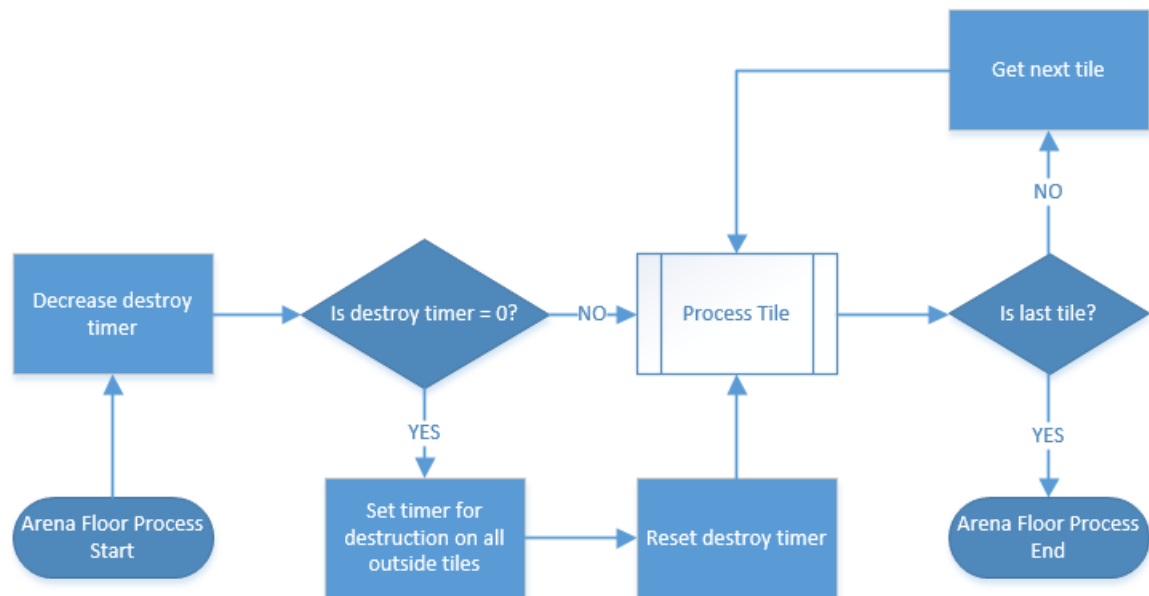 Get next tile
NO
Decrease destroy
timer
Is destroy timer = 0?
NO
Process Tile
Is last tile?
YES
YES
Arena Floor Process
Start
Set timer for
destruction on all
outside tiles
Reset destroy timer
Arena Floor Process
End